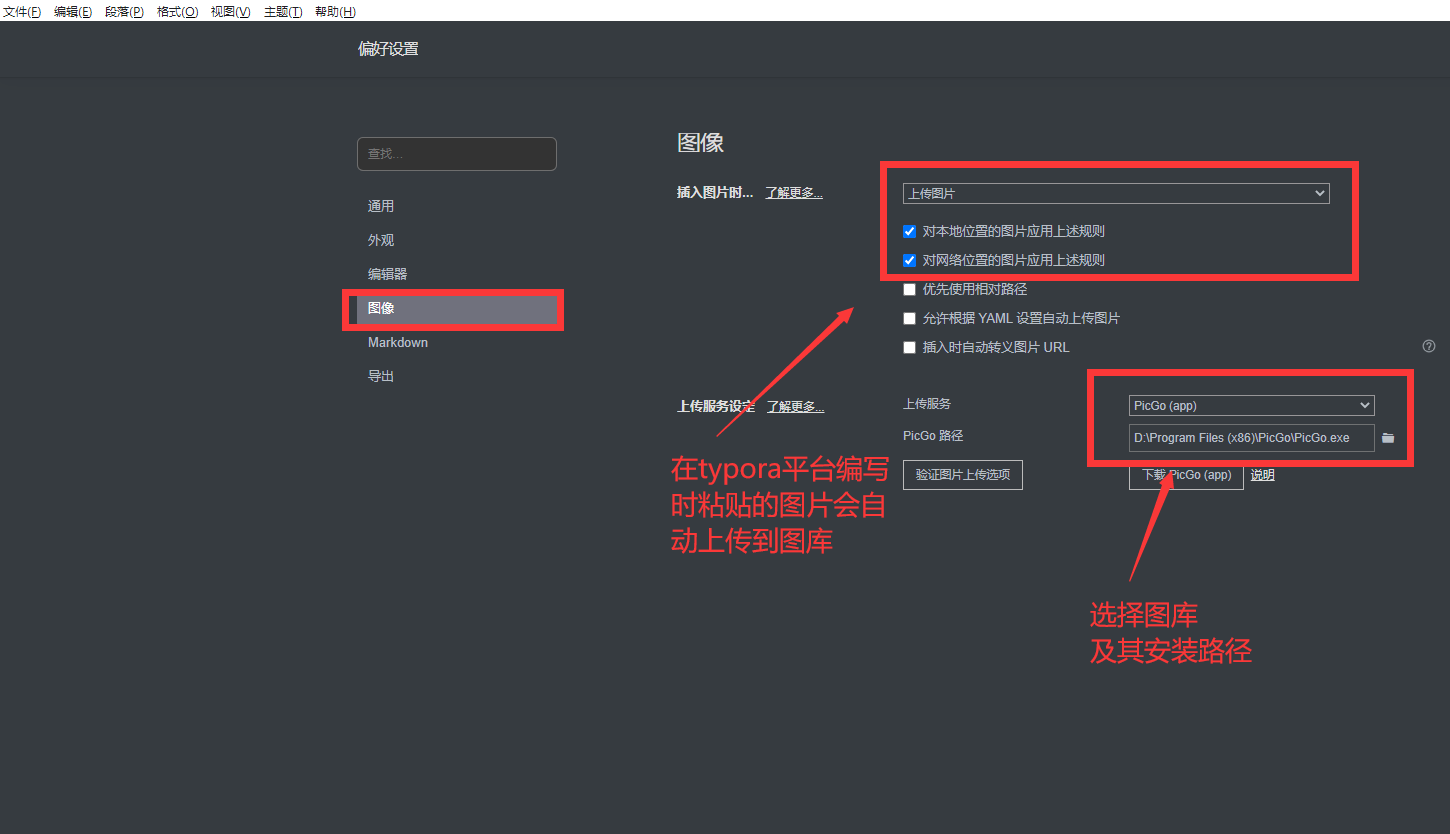 文件(F) 编辑(E) 段落(P) 格式(O) 视图(V) 主题(T) 帮助(H)
偏好设置
查找...
通用
外观
编辑器
图像
Markdown
导出
图像
插入图片时... 了解更多...
上传图片
对本地位置的图片应用上述规则
对网络位置的图片应用上述规则
优先使用相对路径
允许根据 YAML 设置自动上传图片
插入时自动转义图片 URL
上传服务设定 了解更多...
上传服务
PicGo (app)
PicGo 路径
D:\Program Files (x86)\PicGo\PicGo.exe
验证图片上传选项
下载 PicGo (app) 说明
在typora平台编写
时粘贴的图片会自
动上传到图库
选择图库
及其安装路径